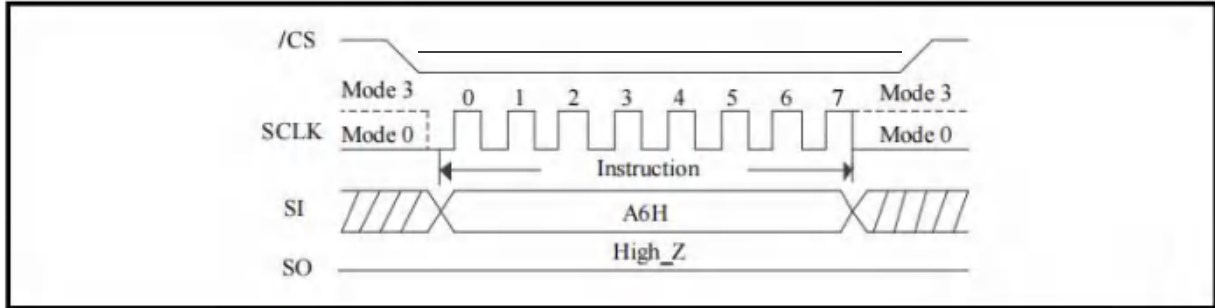 /CS
Mode 3 0 1 2 3 4 5 6 7 Mode 3
SCLK Mode 0 Mode 0
Instruction
SI A6H
High_Z
SO